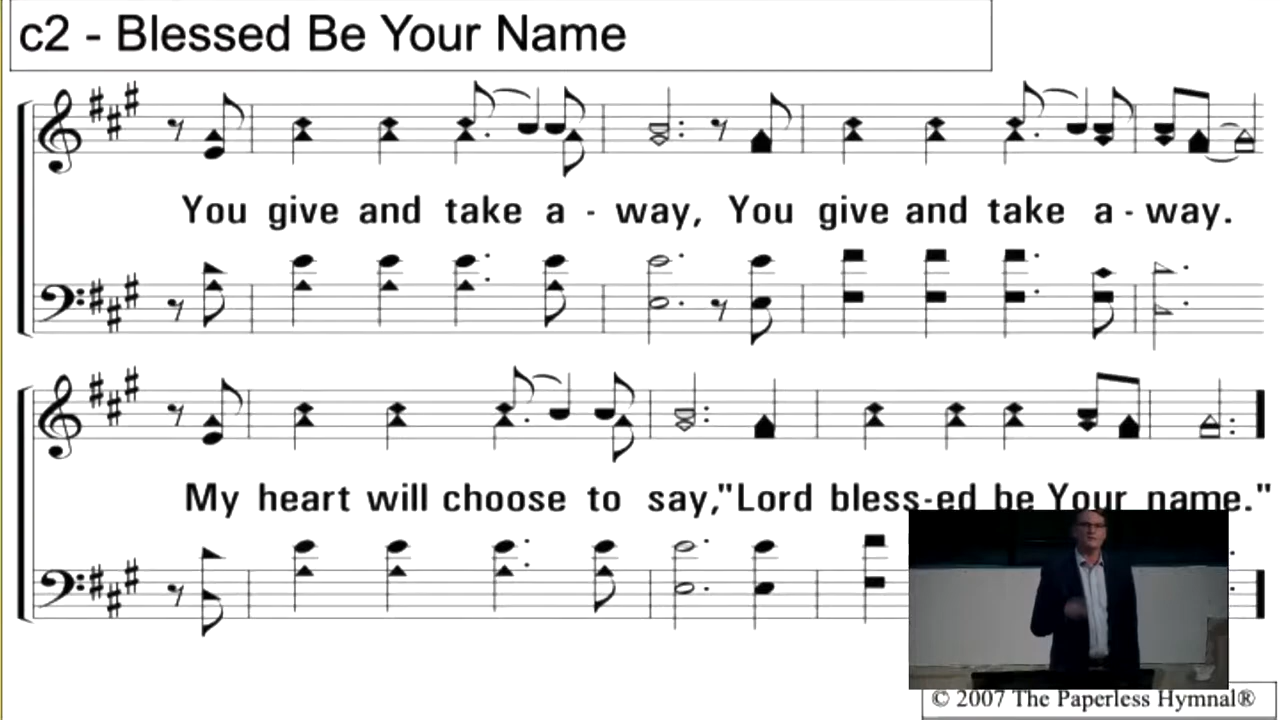 c2 - Blessed Be Your Name
You give and take a - way, You give and take a - way.
My heart will choose to say,"Lord bless-ed be Your name."
© 2007 The Paperless Hymnal®